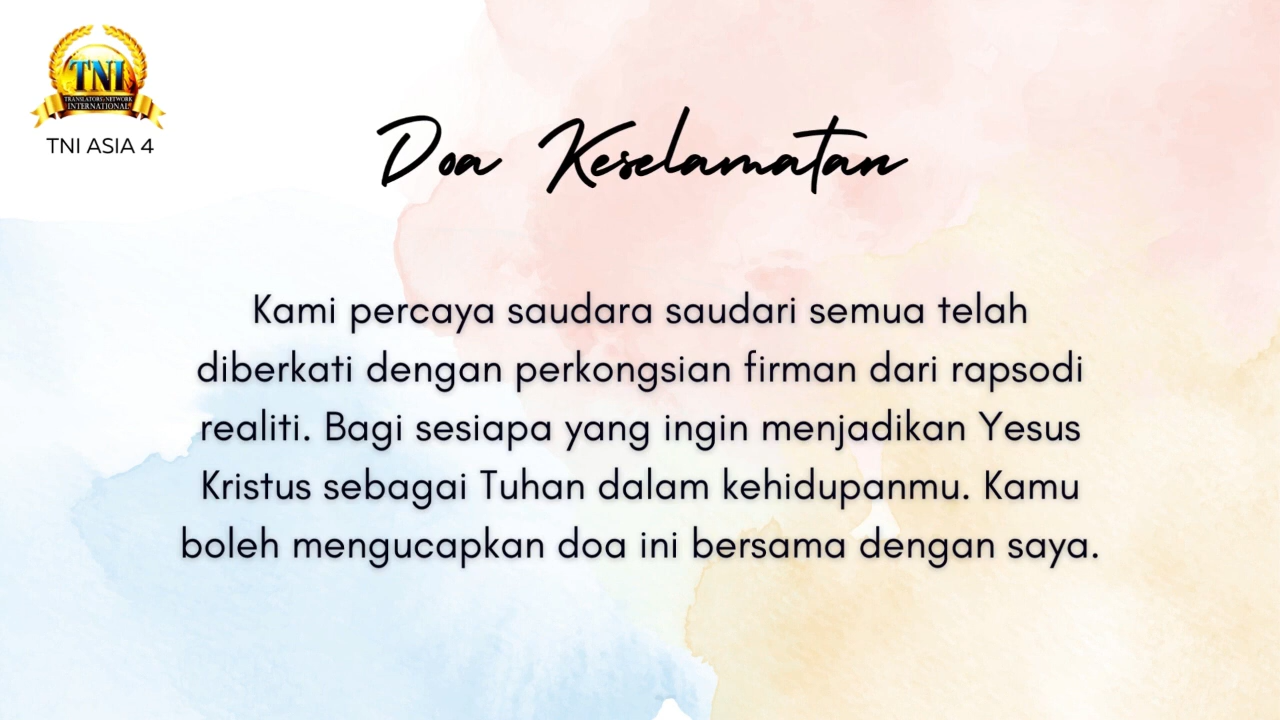 TNI
TRANSLATORS NETWORK
INTERNATIONAL
TNI ASIA 4
Doa Keselamatan
Kami percaya saudara saudari semua telah
diberkati dengan perkongsian firman dari rapsodi
realiti. Bagi sesiapa yang ingin menjadikan Yesus
Kristus sebagai Tuhan dalam kehidupanmu. Kamu
boleh mengucapkan doa ini bersama dengan saya.